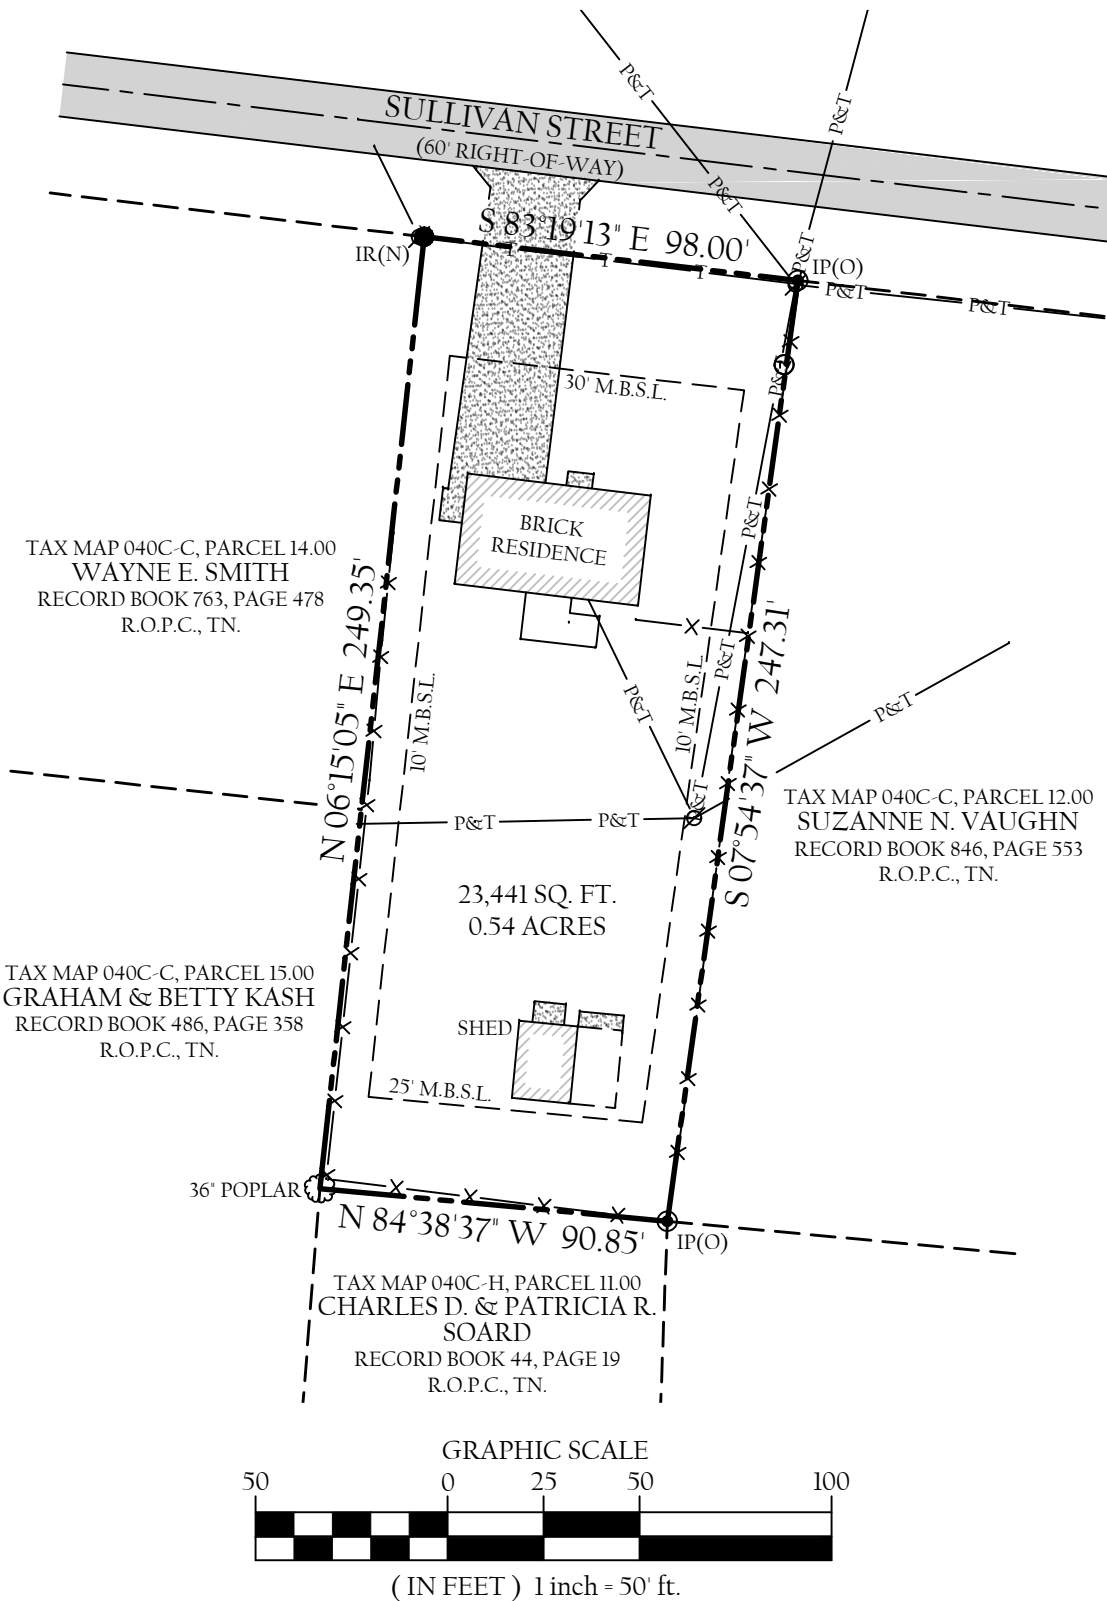 P&T
P&T
SULLIVAN STREET
(60' RIGHT-OF-WAY)
P&T
S 83°19'13" E 98.00'
IR(N)
T
T
T
P&T
IP(O)
P&T
P&T
P&T
30' M.B.S.L.
BRICK
RESIDENCE
P&T
TAX MAP 040C-C, PARCEL 14.00
WAYNE E. SMITH
RECORD BOOK 763, PAGE 478
R.O.P.C., TN.
N 06°15'05" E 249.35'
10' M.B.S.L.
P&T
P&T
10' M.B.S.L.
S 07°54'37" W 247.31'
P&T
P&T
P&T
P&T
TAX MAP 040C-C, PARCEL 12.00
SUZANNE N. VAUGHN
RECORD BOOK 846, PAGE 553
R.O.P.C., TN.
23,441 SQ. FT.
0.54 ACRES
TAX MAP 040C-C, PARCEL 15.00
GRAHAM & BETTY KASH
RECORD BOOK 486, PAGE 358
R.O.P.C., TN.
SHED
25' M.B.S.L.
36" POPLAR
N 84°38'37" W 90.85'
IP(O)
TAX MAP 040C-H, PARCEL 11.00
CHARLES D. & PATRICIA R.
SOARD
RECORD BOOK 44, PAGE 19
R.O.P.C., TN.
GRAPHIC SCALE
50 0 25 50 100
( IN FEET ) 1 inch = 50' ft.